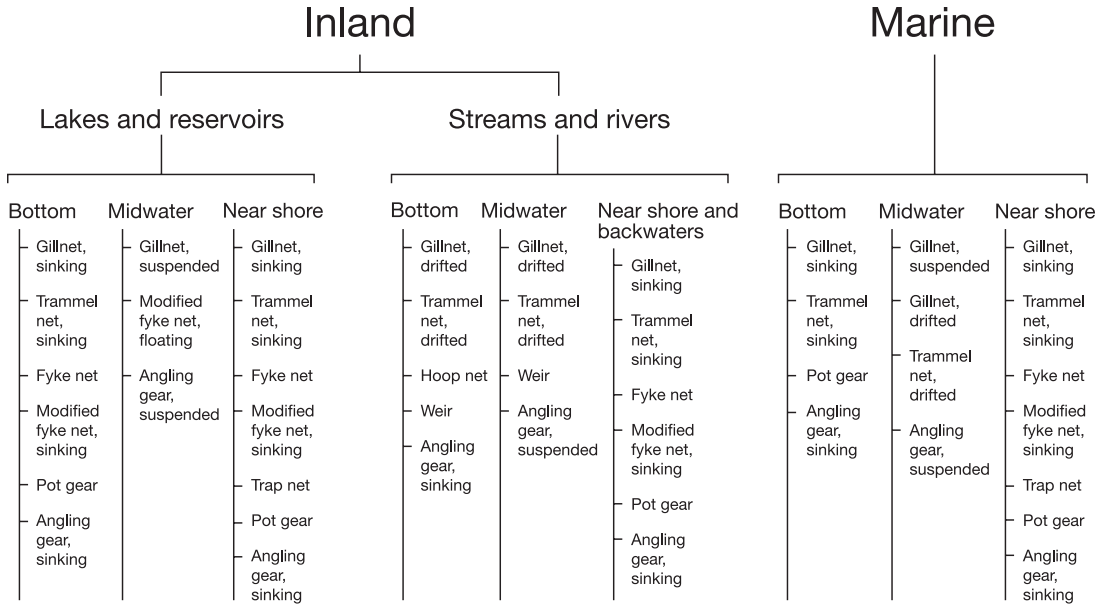 Inland
Marine
Lakes and reservoirs
Streams and rivers
Bottom
Gillnet,
sinking
Trammel
net,
sinking
Fyke net
Modified
fyke net,
sinking
Pot gear
Angling
gear,
sinking
Midwater
Gillnet,
suspended
Modified
fyke net,
floating
Angling
gear,
suspended
Near shore
Gillnet,
sinking
Trammel
net,
sinking
Fyke net
Modified
fyke net,
sinking
Trap net
Pot gear
Angling
gear,
sinking
Bottom
Gillnet,
drifted
Trammel
net,
drifted
Hoop net
Weir
Angling
gear,
sinking
Midwater
Gillnet,
drifted
Trammel
net,
drifted
Weir
Angling
gear,
suspended
Near shore and
backwaters
Gillnet,
sinking
Trammel
net,
sinking
Fyke net
Modified
fyke net,
sinking
Pot gear
Angling
gear,
sinking
Bottom
Gillnet,
sinking
Trammel
net,
sinking
Pot gear
Angling
gear,
sinking
Midwater
Gillnet,
suspended
Gillnet,
drifted
Trammel
net,
drifted
Angling
gear,
suspended
Near shore
Gillnet,
sinking
Trammel
net,
sinking
Fyke net
Modified
fyke net,
sinking
Trap net
Pot gear
Angling
gear,
sinking